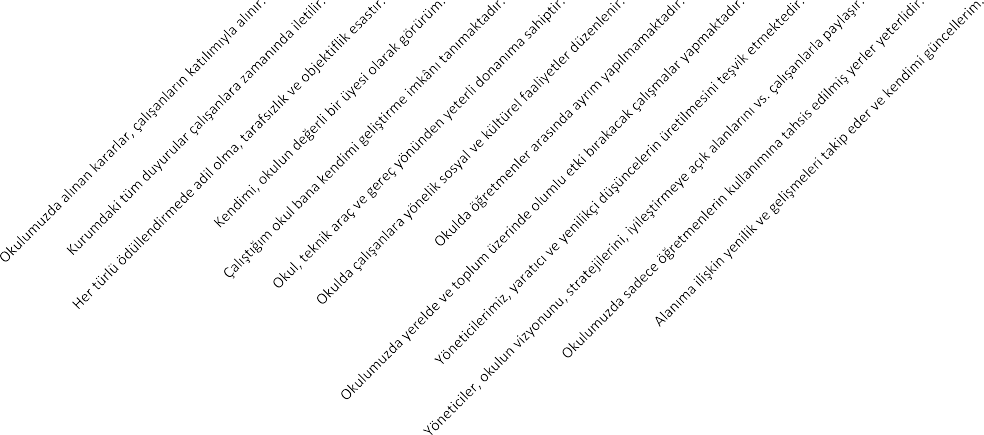 Okulumuzda alınan kararlar, çalışanların katılımıyla alınır.
Kurumdaki tüm duyurular çalışanlara zamanında iletilir.
Her türlü ödüllendirmede adil olma, tarafsızlık ve objektiflik esastır.
Kendimi, okulun değerli bir üyesi olarak görürüm.
Çalıştığım okul bana kendimi geliştirme imkânı tanımaktadır.
Okul, teknik araç ve gereç yönünden yeterli donanıma sahiptir.
Okulda çalışanlara yönelik sosyal ve kültürel faaliyetler düzenlenir.
Okulda öğretmenler arasında ayrım yapılmamaktadır.
Okulumuzda yerelde ve toplum üzerinde olumlu etki bırakacak çalışmalar yapmaktadır.
Yöneticilerimiz, yaratıcı ve yenilikçi düşüncelerin üretilmesini teşvik etmektedir.
Yöneticiler, okulun vizyonunu, stratejilerini, iyileştirmeye açık alanlarını vs. çalışanlarla paylaşır.
Okulumuzda sadece öğretmenlerin kullanımına tahsis edilmiş yerler yeterlidir.
Alanıma ilişkin yenilik ve gelişmeleri takip eder ve kendimi güncellerim.